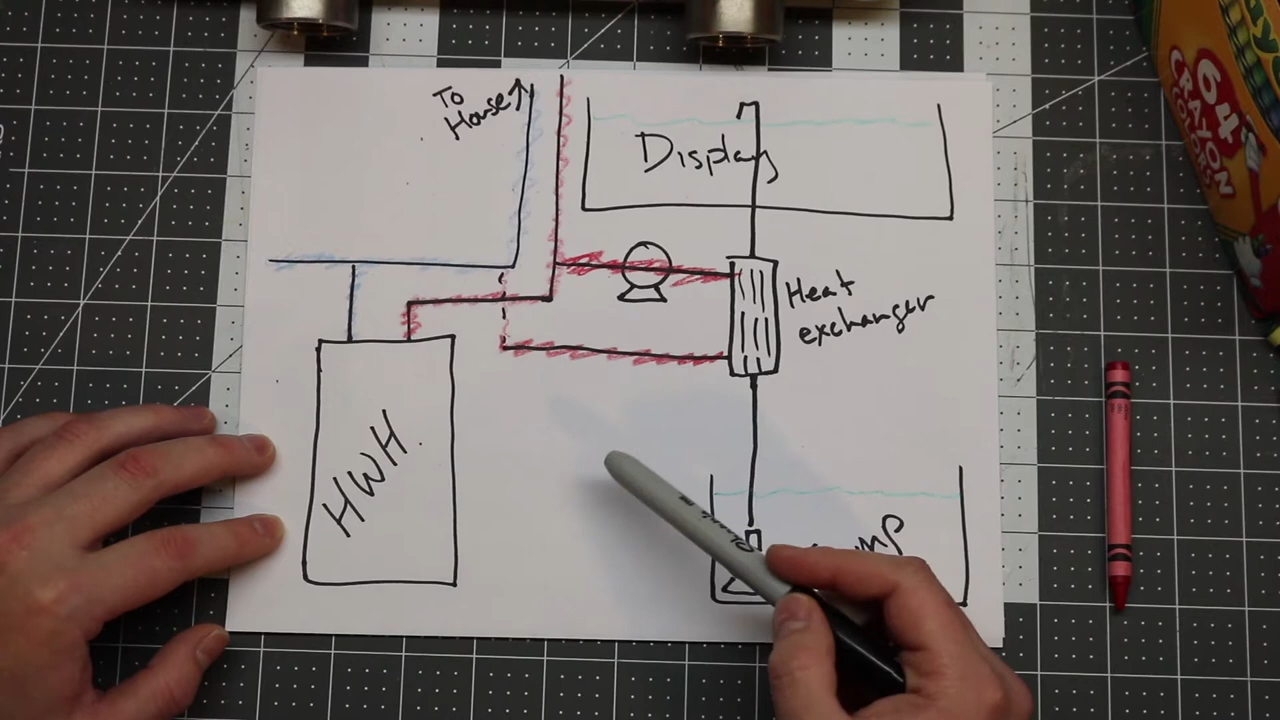 To
House
Display
Heat
exchanger
HWH
64
CRAYON
COLORS